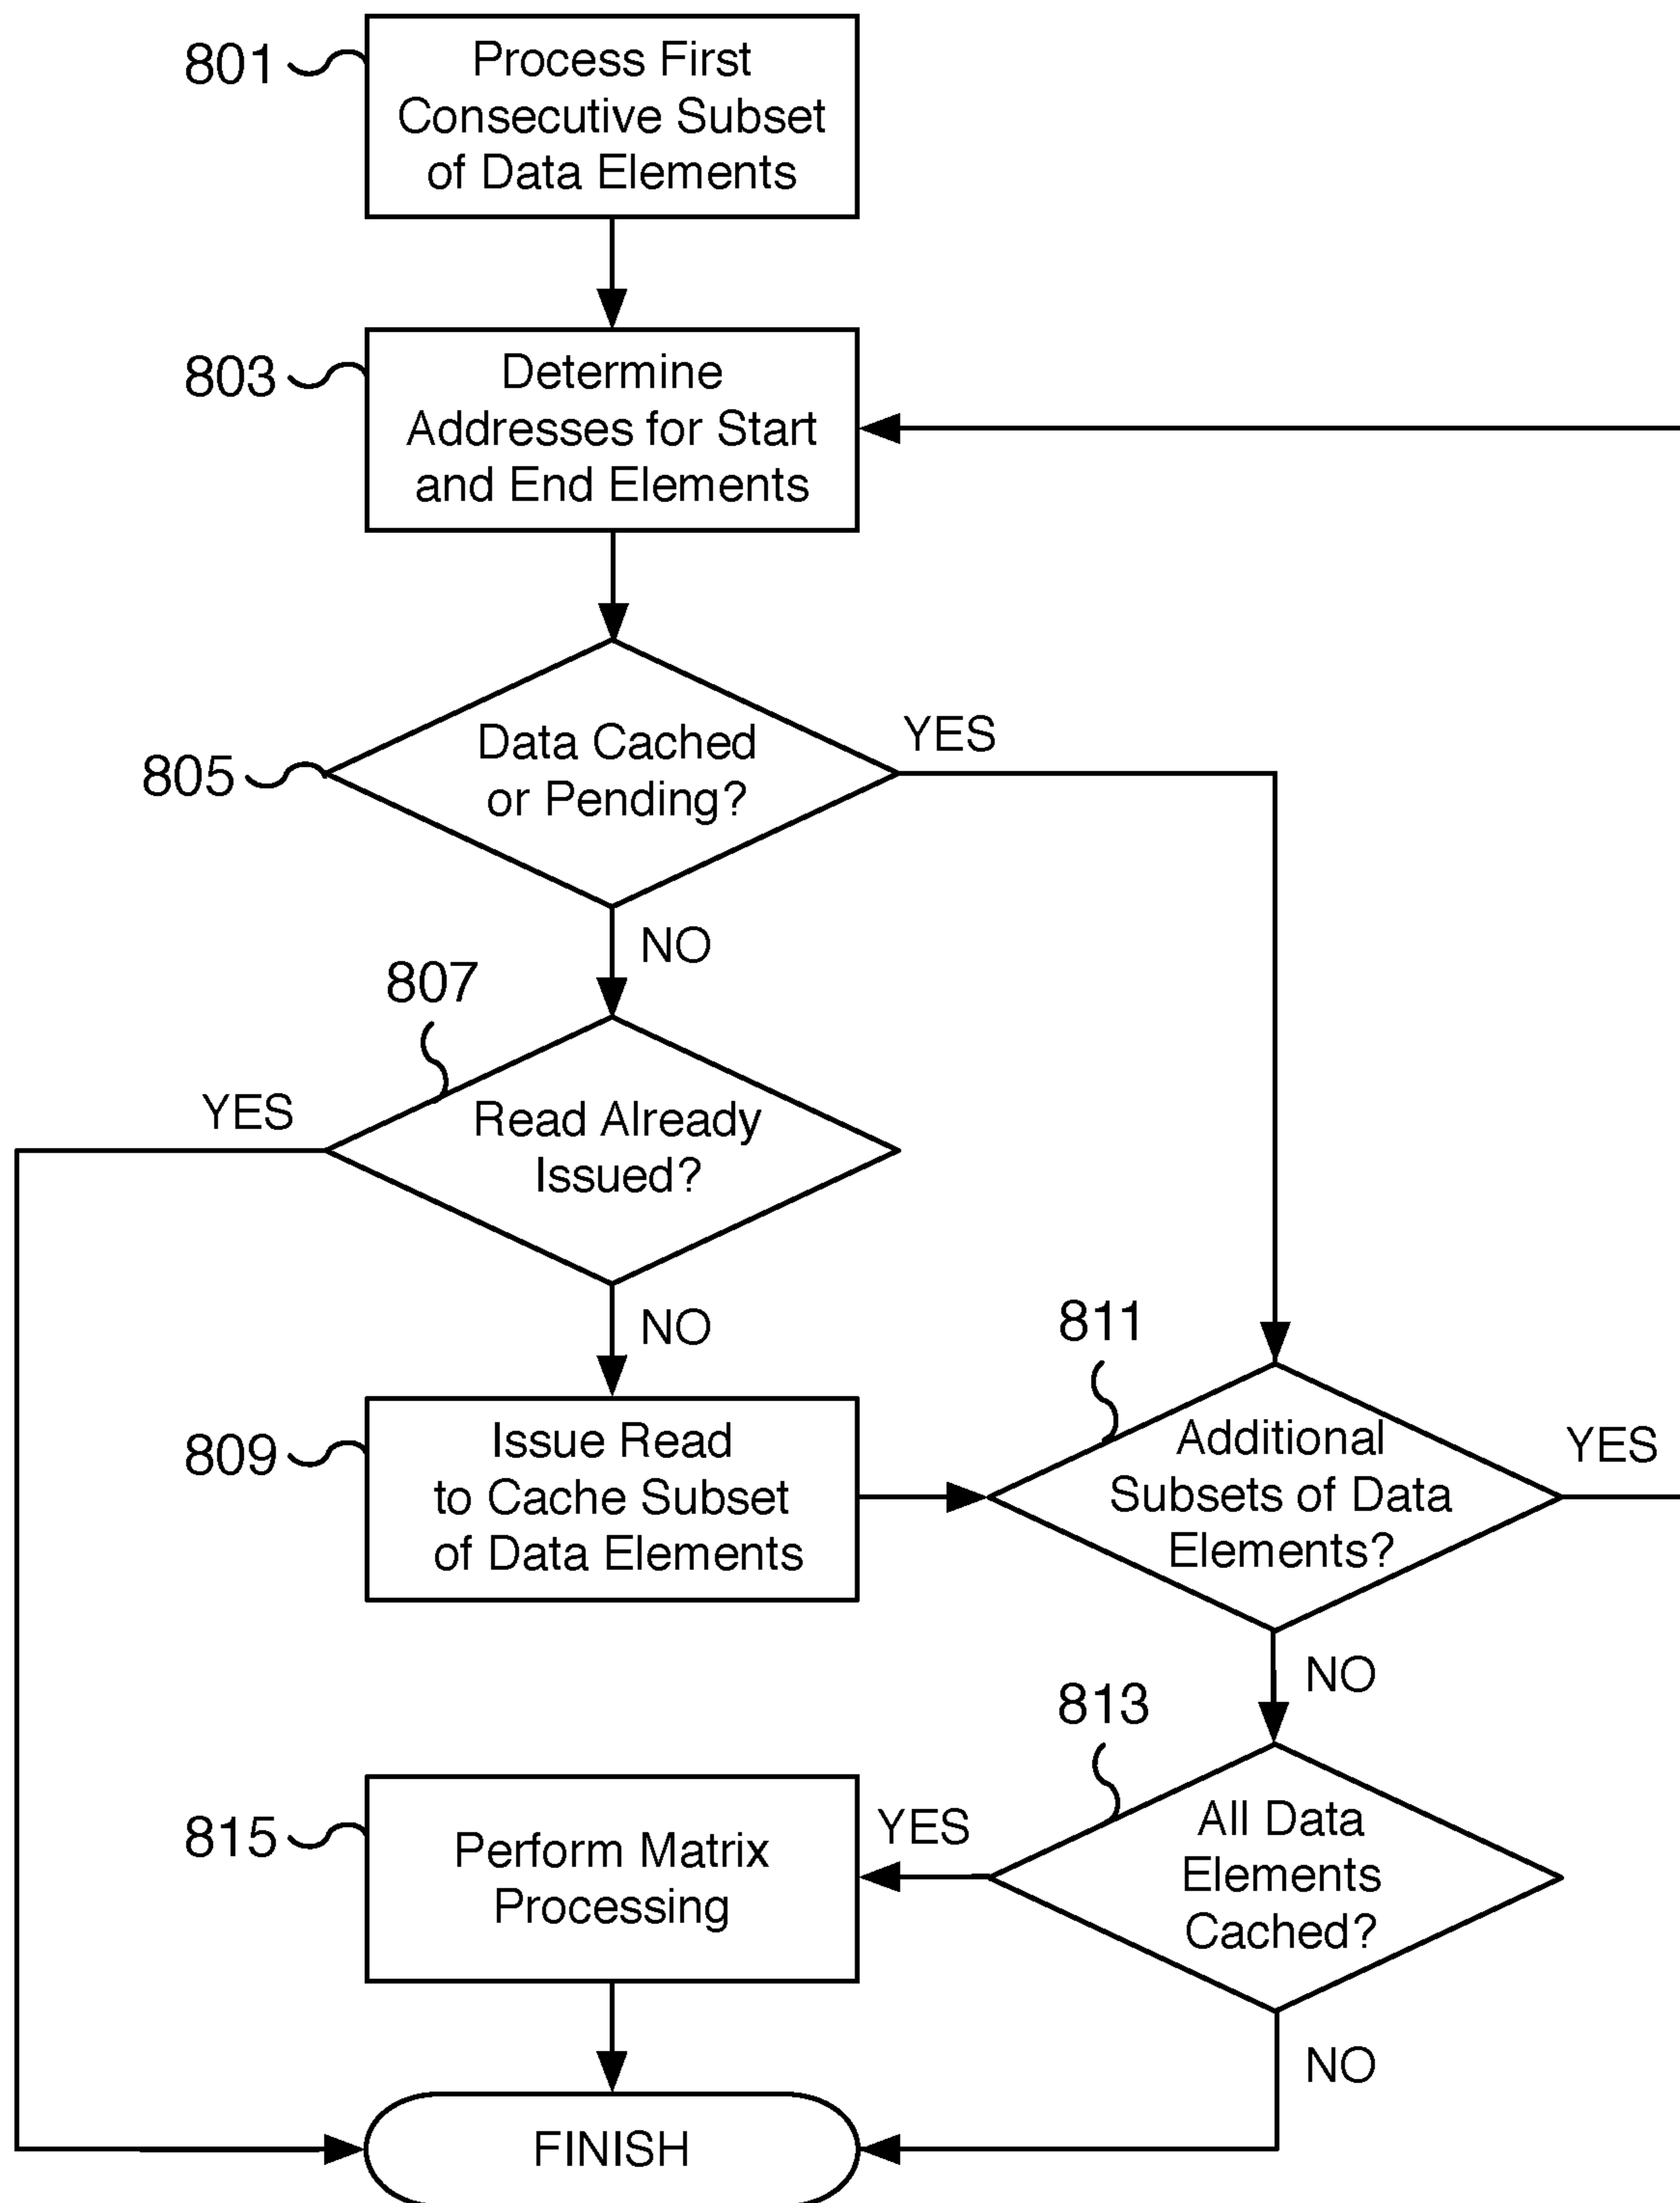 801
Process First
Consecutive Subset
of Data Elements
803
Determine
Addresses for Start
and End Elements
805
Data Cached
or Pending?
YES
NO
807
YES
Read Already
Issued?
NO
809
Issue Read
to Cache Subset
of Data Elements
811
Additional
Subsets of Data
Elements?
YES
NO
813
All Data
Elements
Cached?
YES
NO
815
Perform Matrix
Processing
FINISH